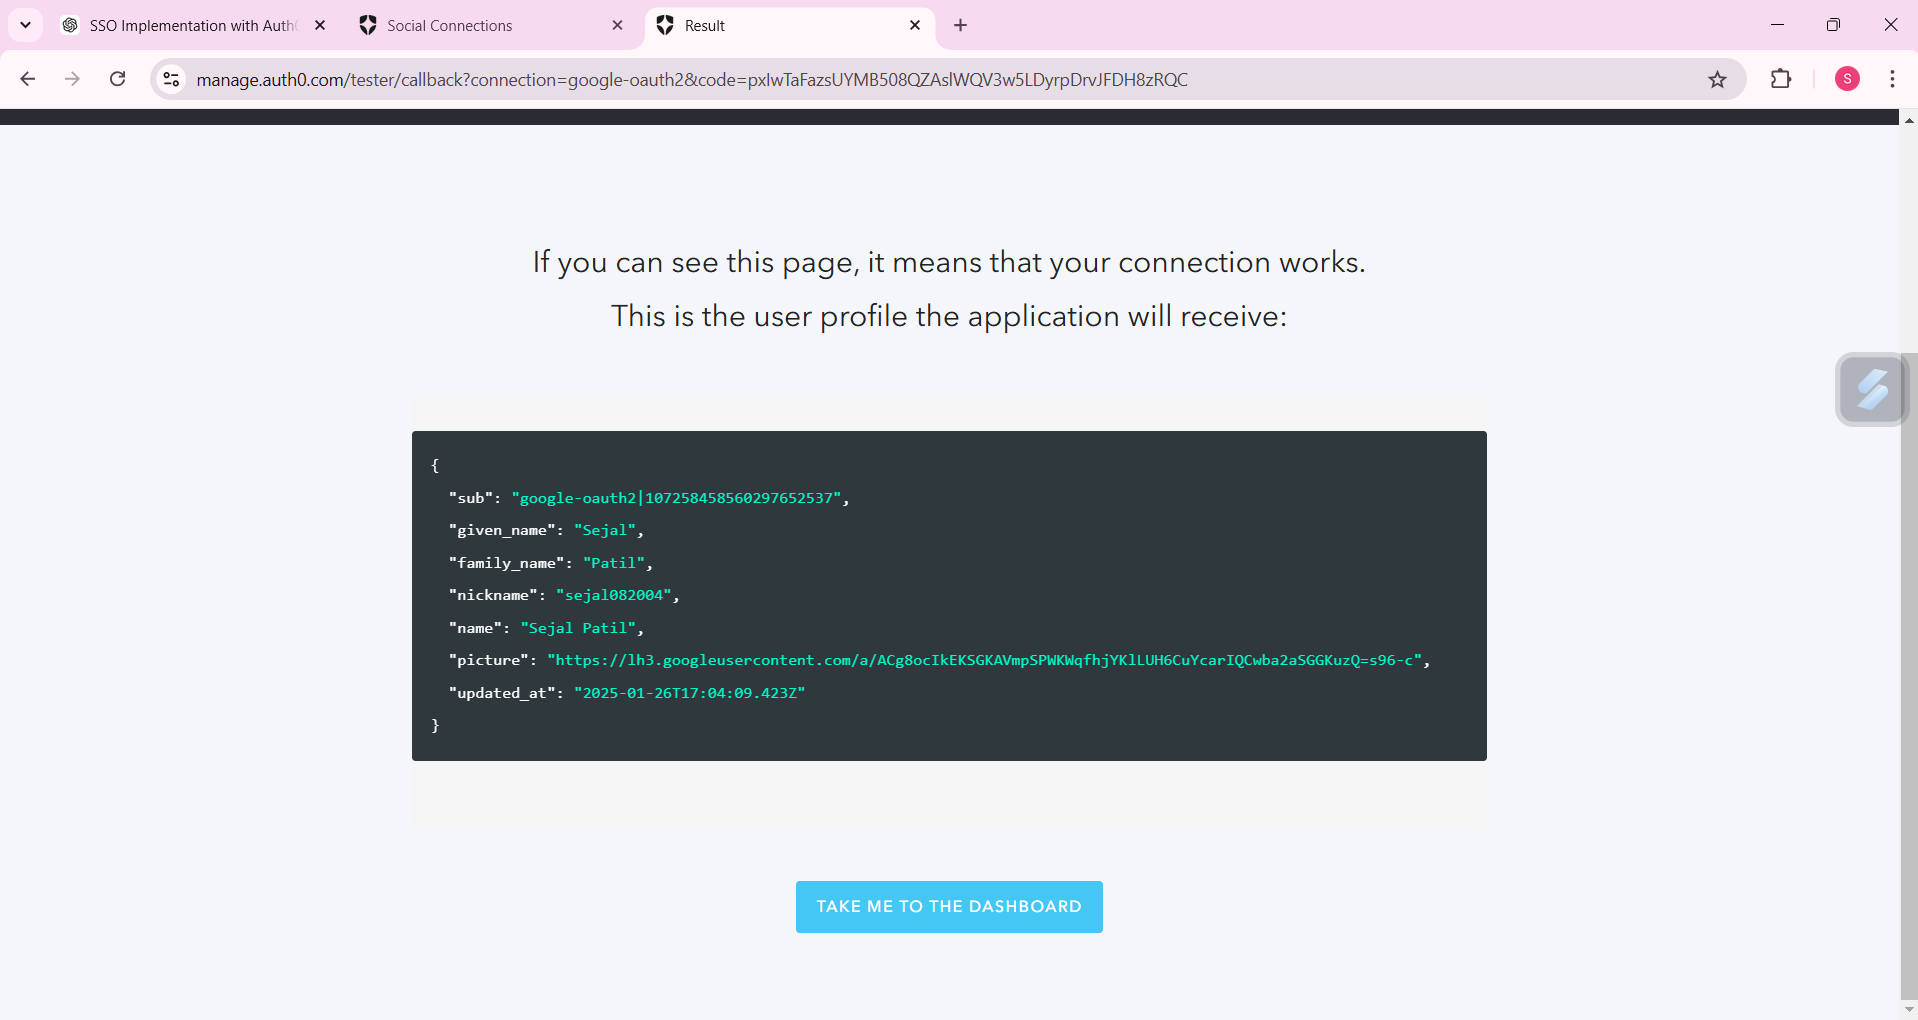 SSO Implementation with Auth
Social Connections
Result
manage.auth0.com/tester/callback?connection=google-oauth2&code=pxIwTaFazsUYMB508QZAslWQV3w5LDyrpDrvJFDH8zRQC
S
If you can see this page, it means that your connection works.
This is the user profile the application will receive:
{
"sub": "google-oauth2|107258458560297652537",
"given_name": "Sejal",
"family_name": "Patil",
"nickname": "sejal082004",
"name": "Sejal Patil",
"picture": "https://lh3.googleusercontent.com/a/ACg8ocIkEKSGKAVmpSPWKWqfhjYKlLUH6CuYcarIQCwba2aSGGKuzQ=s96-c",
"updated_at": "2025-01-26T17:04:09.423Z"
}
TAKE ME TO THE DASHBOARD